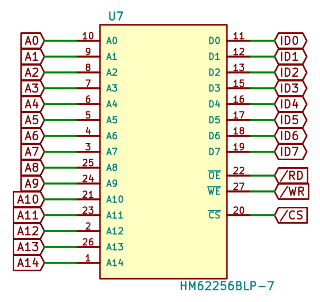 U7
A0 10 A0 D0 11 ID0
A1 9 A1 D1 12 ID1
A2 8 A2 D2 13 ID2
A3 7 A3 D3 15 ID3
A4 6 A4 D4 16 ID4
A5 5 A5 D5 17 ID5
A6 4 A6 D6 18 ID6
A7 3 A7 D7 19 ID7
A8 25 A8 OE 22 /RD
A9 24 A9 WE 27 /WR
A10 21 A10
A11 23 A11 CS 20 /CS
A12 2 A12
A13 26 A13
A14 1 A14
HM62256BLP-7